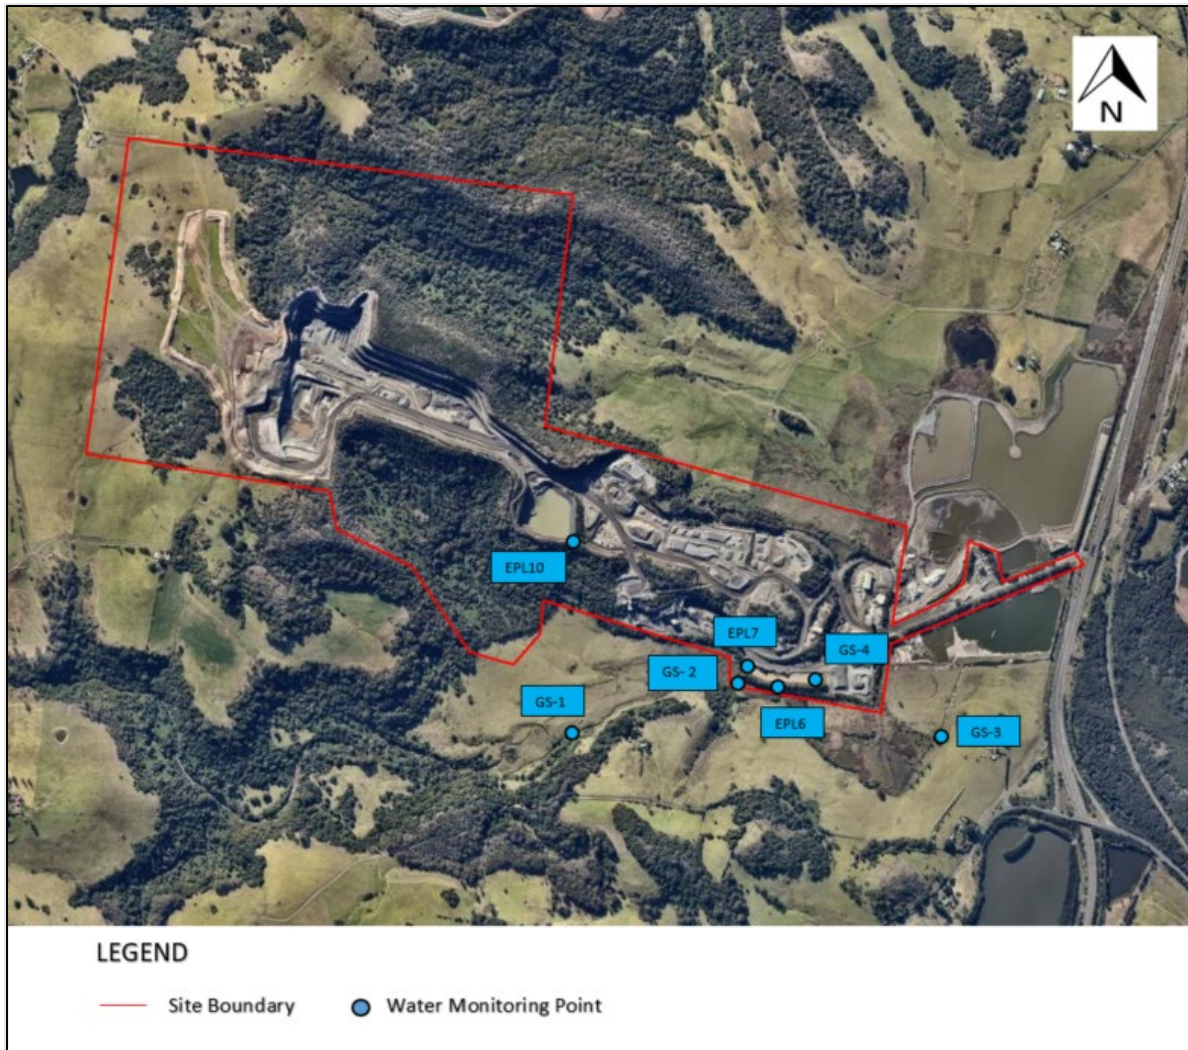 N
EPL10
EPL7
GS-4
GS- 2
GS-1
EPL6
GS-3
LEGEND
Site Boundary
Water Monitoring Point